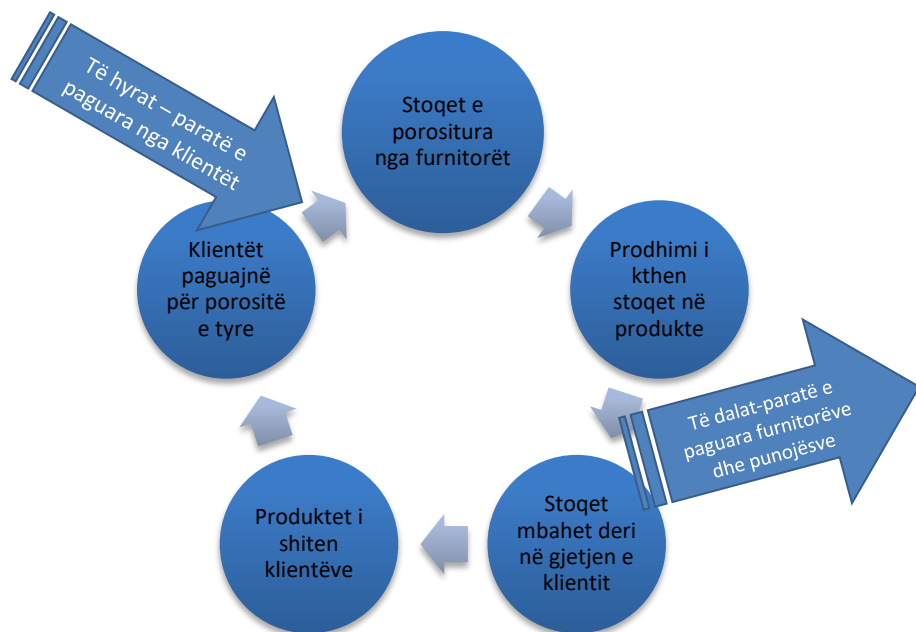 Të hyrat – paratë e
paguara nga klientët
Stoqet e
porositura
nga furnitorët
Klientët
paguajnë
për porositë
e tyre
Prodhimi i
kthen
stoqet në
produkte
Të dalat-paratë e
paguara furnitorëve
dhe punojësve
Produktet i
shiten
klientëve
Stoqet
mbahet deri
në gjetjen e
klientit